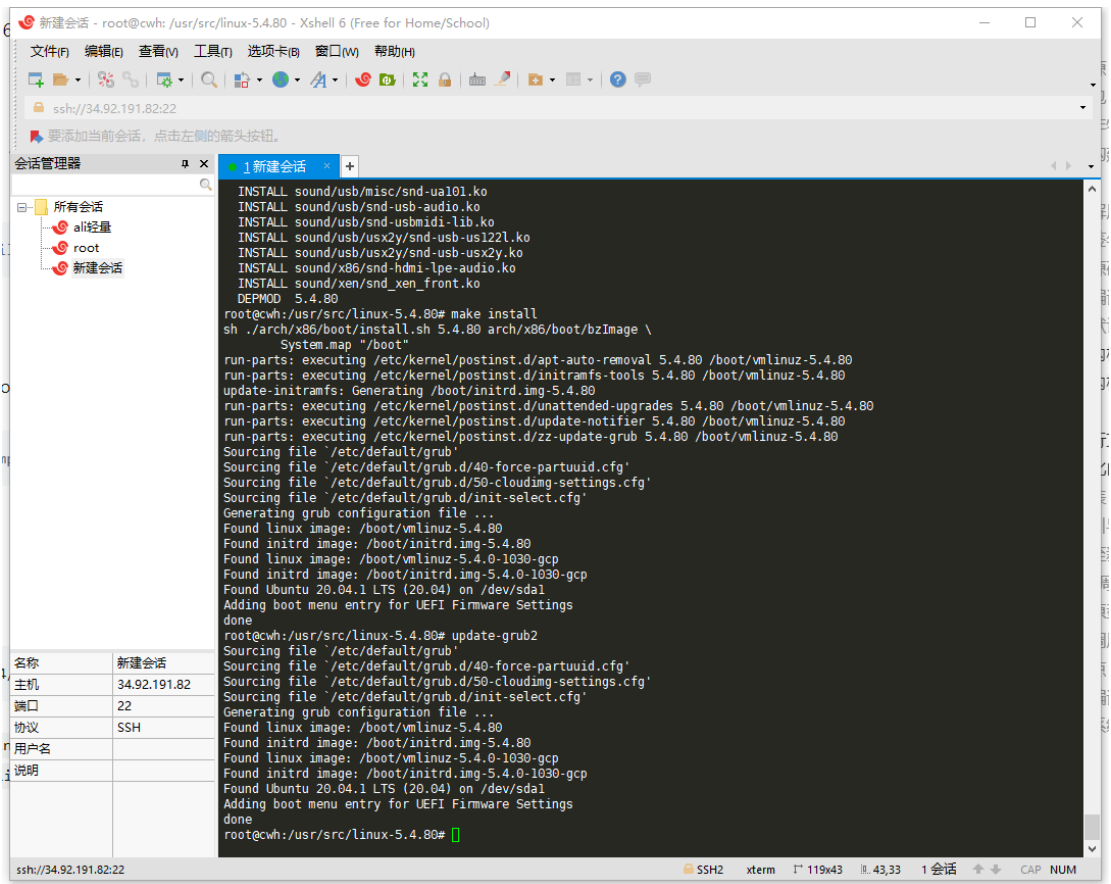 新建会话 - root@cwh: /usr/src/linux-5.4.80 - Xshell 6 (Free for Home/School)
文件(F) 编辑(E) 查看(V) 工具(T) 选项卡(B) 窗口(W) 帮助(H)
ssh://34.92.191.82:22
要添加当前会话，点击左侧的箭头按钮。
会话管理器
1 新建会话
所有会话
ali轻量
root
新建会话
INSTALL sound/usb/misc/snd-ua101.ko
INSTALL sound/usb/snd-usb-audio.ko
INSTALL sound/usb/snd-usbmidi-lib.ko
INSTALL sound/usb/usx2y/snd-usb-us122l.ko
INSTALL sound/usb/usx2y/snd-usb-usx2y.ko
INSTALL sound/x86/snd-hdmi-lpe-audio.ko
INSTALL sound/xen/snd_xen_front.ko
DEPMOD 5.4.80
root@cwh:/usr/src/linux-5.4.80# make install
sh ./arch/x86/boot/install.sh 5.4.80 arch/x86/boot/bzImage \
System.map "/boot"
run-parts: executing /etc/kernel/postinst.d/apt-auto-removal 5.4.80 /boot/vmlinuz-5.4.80
run-parts: executing /etc/kernel/postinst.d/initramfs-tools 5.4.80 /boot/vmlinuz-5.4.80
update-initramfs: Generating /boot/initrd.img-5.4.80
run-parts: executing /etc/kernel/postinst.d/unattended-upgrades 5.4.80 /boot/vmlinuz-5.4.80
run-parts: executing /etc/kernel/postinst.d/update-notifier 5.4.80 /boot/vmlinuz-5.4.80
run-parts: executing /etc/kernel/postinst.d/zz-update-grub 5.4.80 /boot/vmlinuz-5.4.80
Sourcing file `/etc/default/grub'
Sourcing file `/etc/default/grub.d/40-force-partuuid.cfg'
Sourcing file `/etc/default/grub.d/50-cloudimg-settings.cfg'
Sourcing file `/etc/default/grub.d/init-select.cfg'
Generating grub configuration file ...
Found linux image: /boot/vmlinuz-5.4.80
Found initrd image: /boot/initrd.img-5.4.80
Found linux image: /boot/vmlinuz-5.4.0-1030-gcp
Found initrd image: /boot/initrd.img-5.4.0-1030-gcp
Found Ubuntu 20.04.1 LTS (20.04) on /dev/sda1
Adding boot menu entry for UEFI Firmware Settings
done
root@cwh:/usr/src/linux-5.4.80# update-grub2
Sourcing file `/etc/default/grub'
Sourcing file `/etc/default/grub.d/40-force-partuuid.cfg'
Sourcing file `/etc/default/grub.d/50-cloudimg-settings.cfg'
Sourcing file `/etc/default/grub.d/init-select.cfg'
Generating grub configuration file ...
Found linux image: /boot/vmlinuz-5.4.80
Found initrd image: /boot/initrd.img-5.4.80
Found linux image: /boot/vmlinuz-5.4.0-1030-gcp
Found initrd image: /boot/initrd.img-5.4.0-1030-gcp
Found Ubuntu 20.04.1 LTS (20.04) on /dev/sda1
Adding boot menu entry for UEFI Firmware Settings
done
root@cwh:/usr/src/linux-5.4.80#
名称 新建会话
主机 34.92.191.82
端口 22
协议 SSH
用户名
说明
ssh://34.92.191.82:22 SSH2 xterm 119x43 43,33 1 会话 CAP NUM